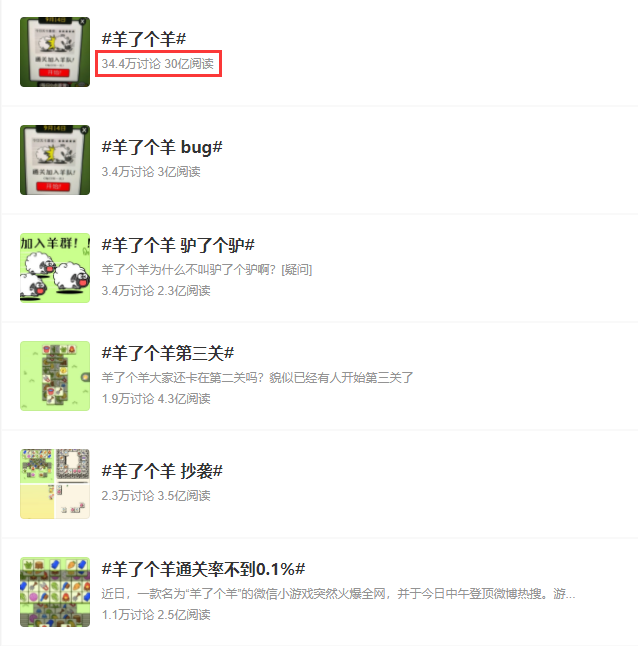 #羊了个羊#
34.4万讨论 30亿阅读
#羊了个羊 bug#
3.4万讨论 3亿阅读
加入羊群！！
#羊了个羊 驴了个驴#
羊了个羊为什么不叫驴了个驴啊？[疑问]
3.4万讨论 2.3亿阅读
#羊了个羊第三关#
羊了个羊大家还卡在第二关吗？貌似已经有人开始第三关了
1.9万讨论 4.3亿阅读
#羊了个羊 抄袭#
2.3万讨论 3.5亿阅读
#羊了个羊通关率不到0.1%#
近日，一款名为“羊了个羊”的微信小游戏突然火爆全网，并于今日中午登顶微博热搜。游...
1.1万讨论 2.5亿阅读